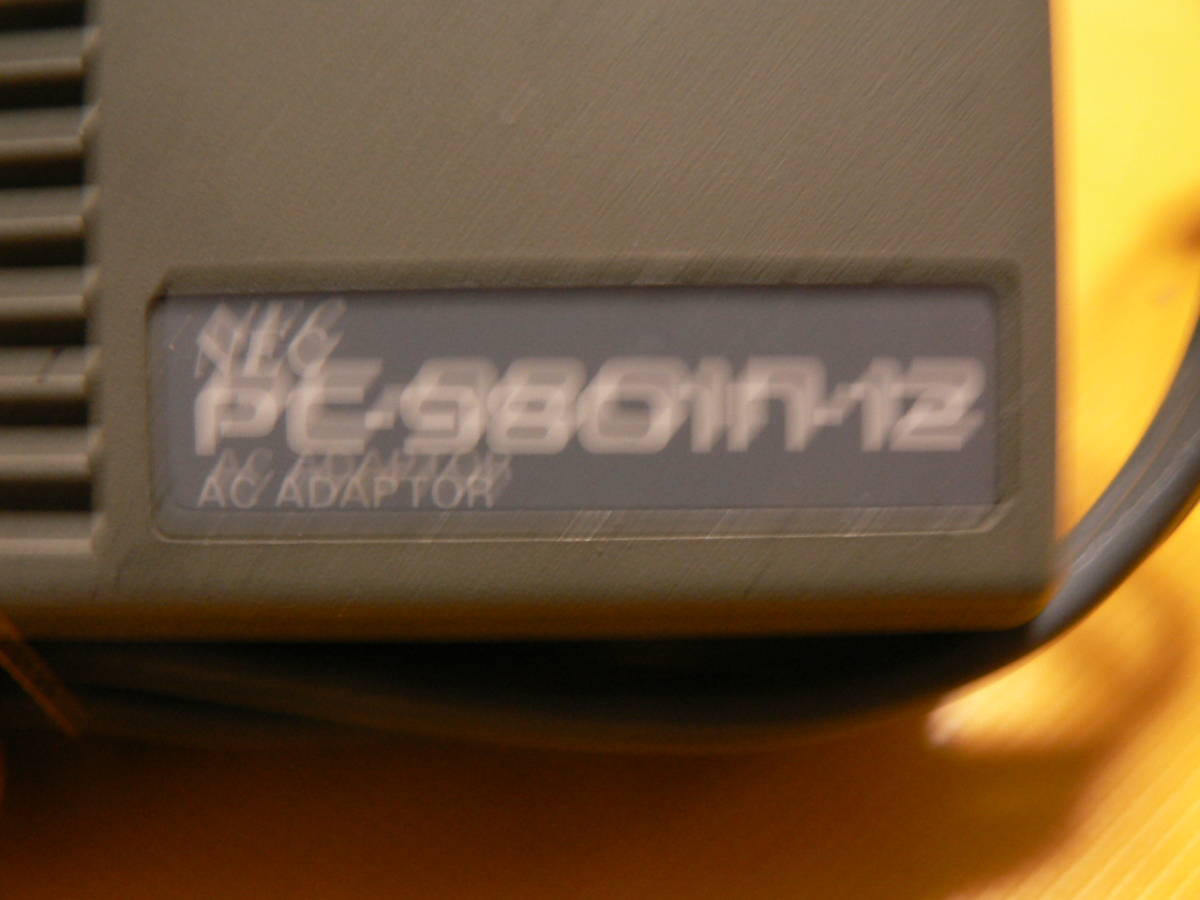 NEC
PC-9801N-12
AC ADAPTOR